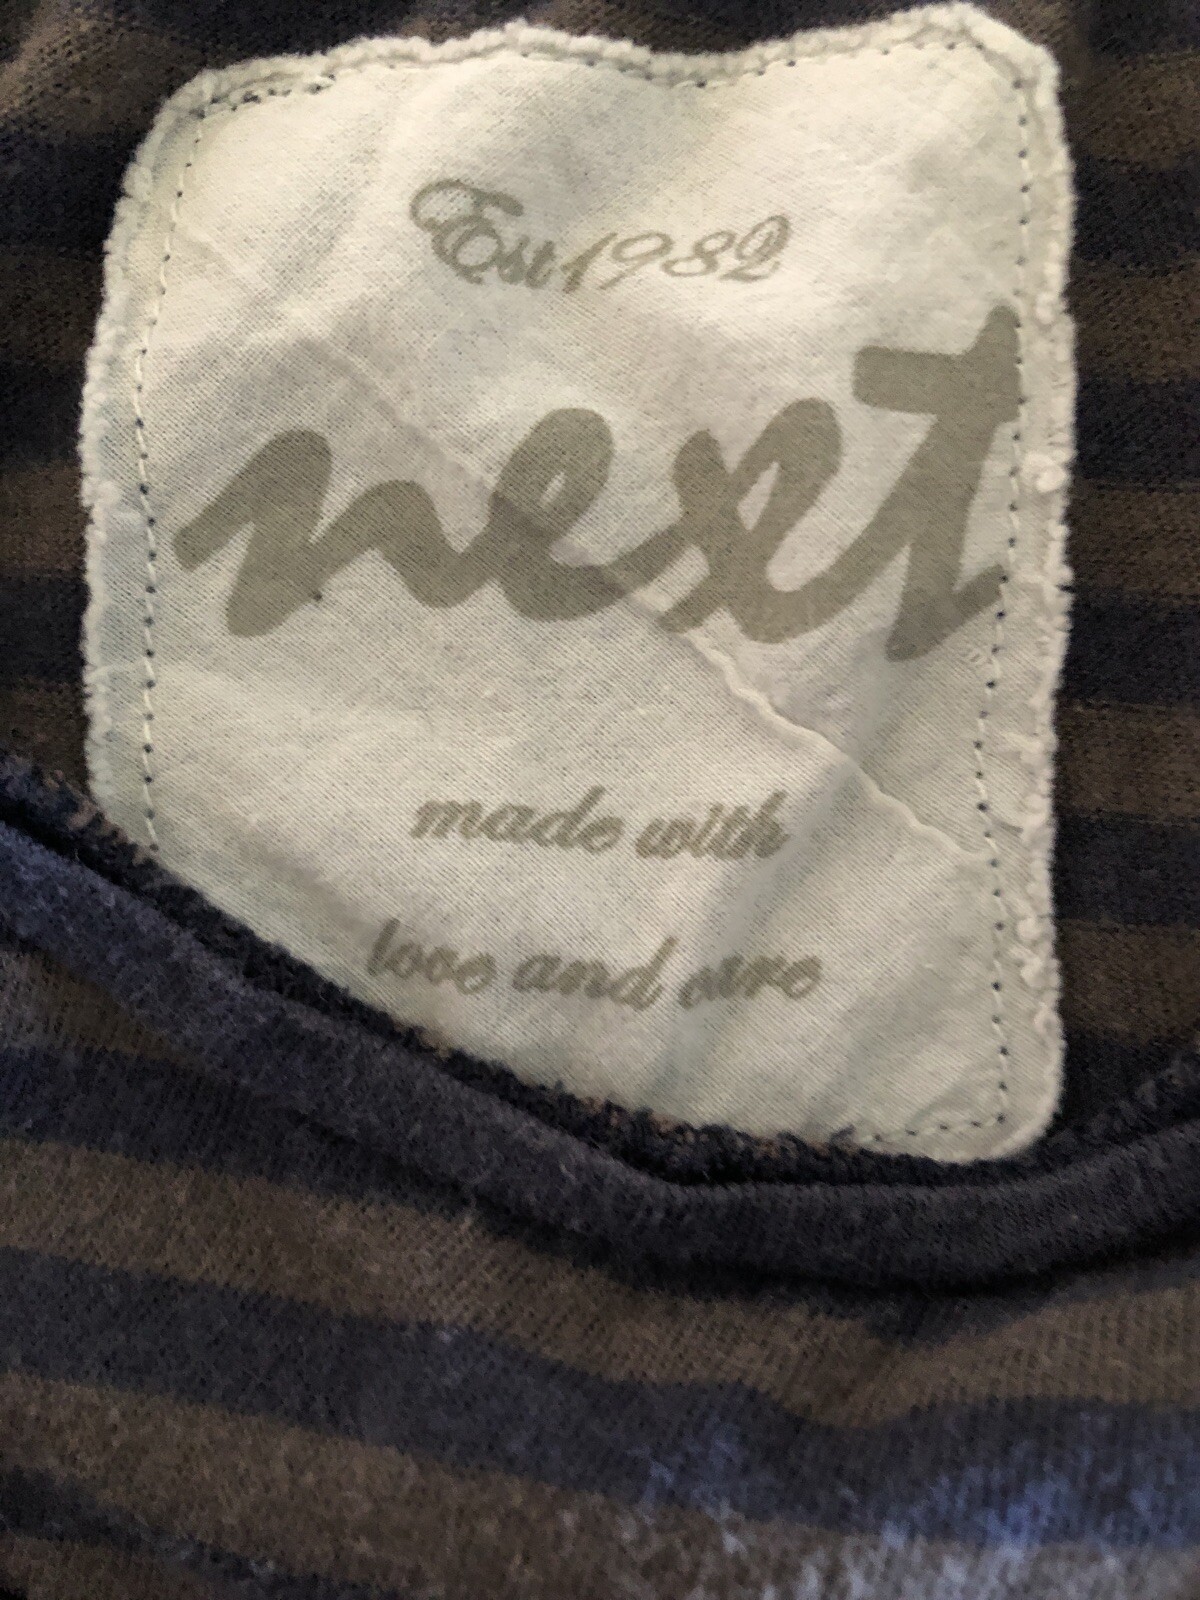 Est 1982
next
made with
love and care